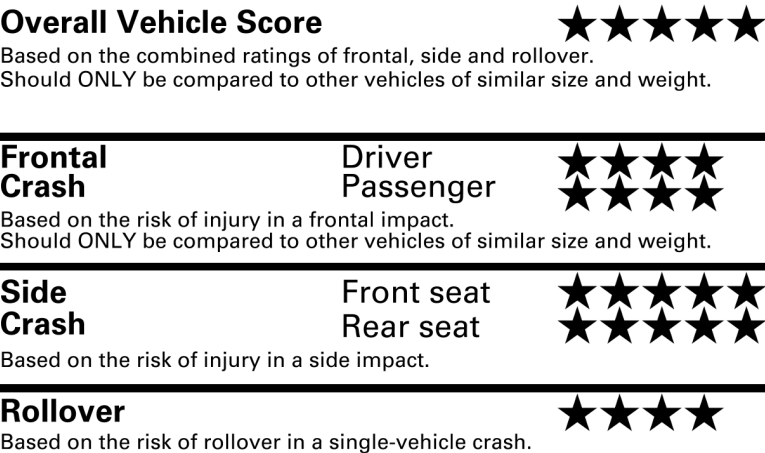 Overall Vehicle Score ★★★★★
Based on the combined ratings of frontal, side and rollover.
Should ONLY be compared to other vehicles of similar size and weight.
Frontal Driver ★★★★
Crash Passenger ★★★★
Based on the risk of injury in a frontal impact.
Should ONLY be compared to other vehicles of similar size and weight.
Side Front seat ★★★★★
Crash Rear seat ★★★★★
Based on the risk of injury in a side impact.
Rollover ★★★★
Based on the risk of rollover in a single-vehicle crash.